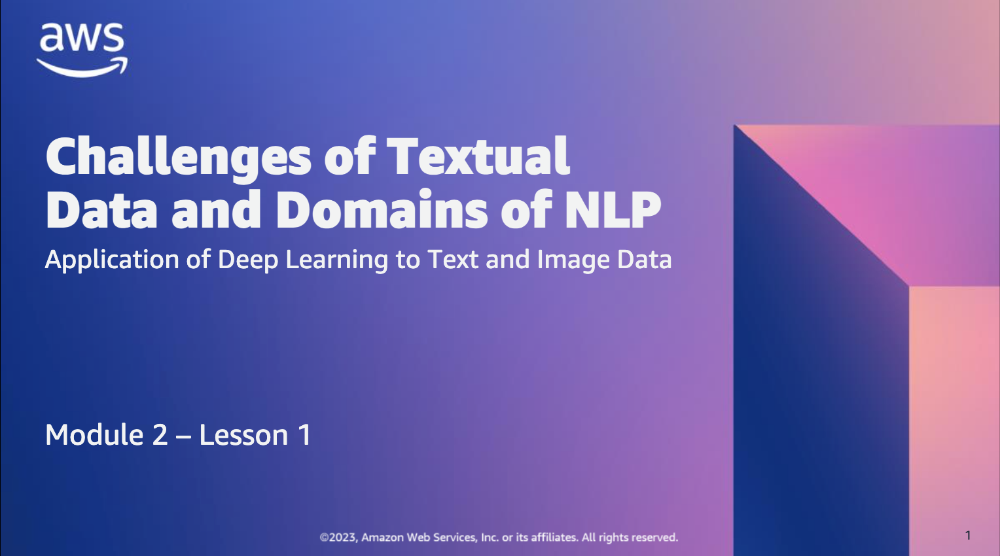 aws
Challenges of Textual
Data and Domains of NLP
Application of Deep Learning to Text and Image Data
Module 2 – Lesson 1
©2023, Amazon Web Services, Inc. or its affiliates. All rights reserved.
1